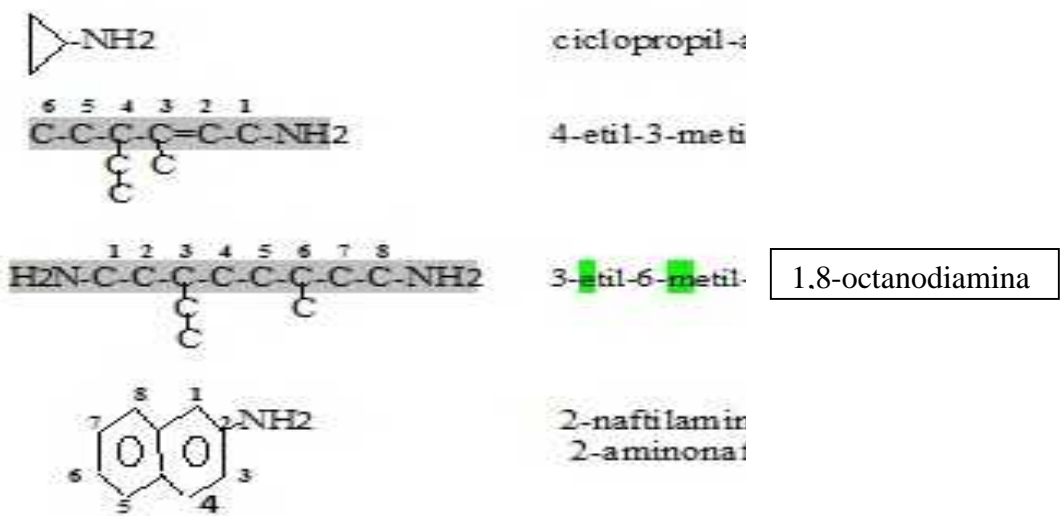 -NH2 ciclopropil-a
6 5 4 3 2 1
C-C-C-C=C-C-NH2 4-etil-3-meti
C C
C
1 2 3 4 5 6 7 8
H2N-C-C-C-C-C-C-C-C-NH2 3-etil-6-metil- 1,8-octanodiamina
C C
C
8 1
7 2 -NH2 2-naftilamin
2-aminonaf
6 3
5 4